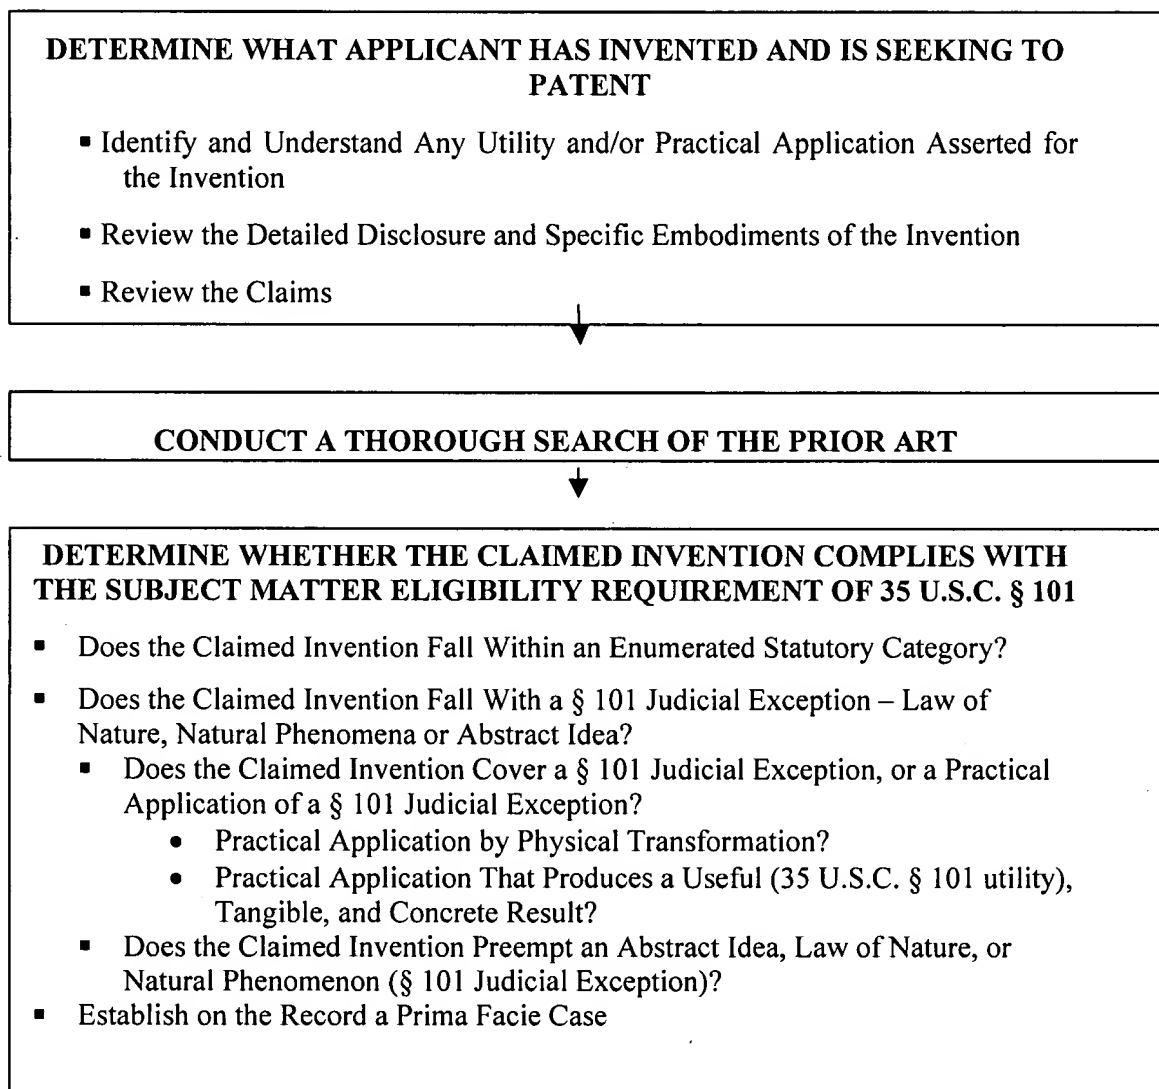 DETERMINE WHAT APPLICANT HAS INVENTED AND IS SEEKING TO
PATENT
▪ Identify and Understand Any Utility and/or Practical Application Asserted for
the Invention
▪ Review the Detailed Disclosure and Specific Embodiments of the Invention
▪ Review the Claims
CONDUCT A THOROUGH SEARCH OF THE PRIOR ART
DETERMINE WHETHER THE CLAIMED INVENTION COMPLIES WITH
THE SUBJECT MATTER ELIGIBILITY REQUIREMENT OF 35 U.S.C. § 101
▪ Does the Claimed Invention Fall Within an Enumerated Statutory Category?
▪ Does the Claimed Invention Fall With a § 101 Judicial Exception – Law of
Nature, Natural Phenomena or Abstract Idea?
▪ Does the Claimed Invention Cover a § 101 Judicial Exception, or a Practical
Application of a § 101 Judicial Exception?
• Practical Application by Physical Transformation?
• Practical Application That Produces a Useful (35 U.S.C. § 101 utility),
Tangible, and Concrete Result?
▪ Does the Claimed Invention Preempt an Abstract Idea, Law of Nature, or
Natural Phenomenon (§ 101 Judicial Exception)?
▪ Establish on the Record a Prima Facie Case